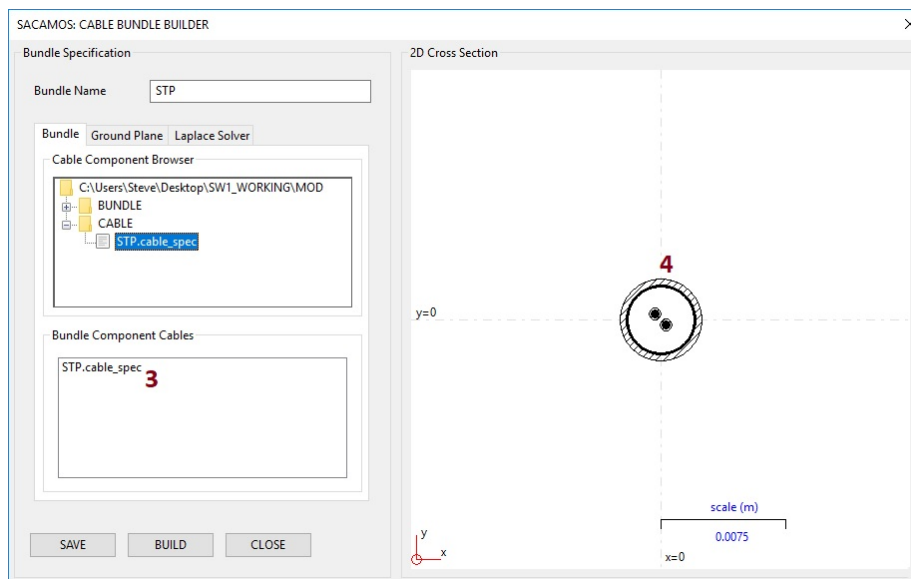 SACAMOS: CABLE BUNDLE BUILDER
Bundle Specification
Bundle Name
STP
Bundle
Ground Plane
Laplace Solver
Cable Component Browser
C:\Users\Steve\Desktop\SW1_WORKING\MOD
BUNDLE
CABLE
STP.cable_spec
Bundle Component Cables
STP.cable_spec
3
SAVE
BUILD
CLOSE
2D Cross Section
4
y=0
scale (m)
0.0075
y
x
x=0